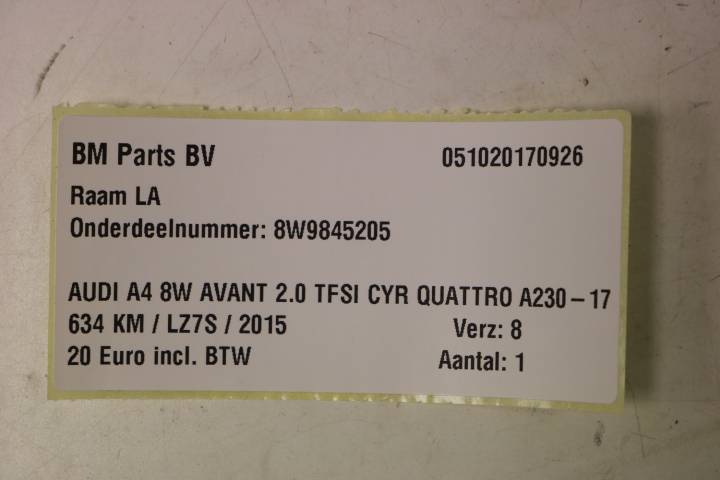 BM Parts BV 051020170926
Raam LA
Onderdeelnummer: 8W9845205
AUDI A4 8W AVANT 2.0 TFSI CYR QUATTRO A230-17
634 KM / LZ7S / 2015 Verz: 8
20 Euro incl. BTW Aantal: 1